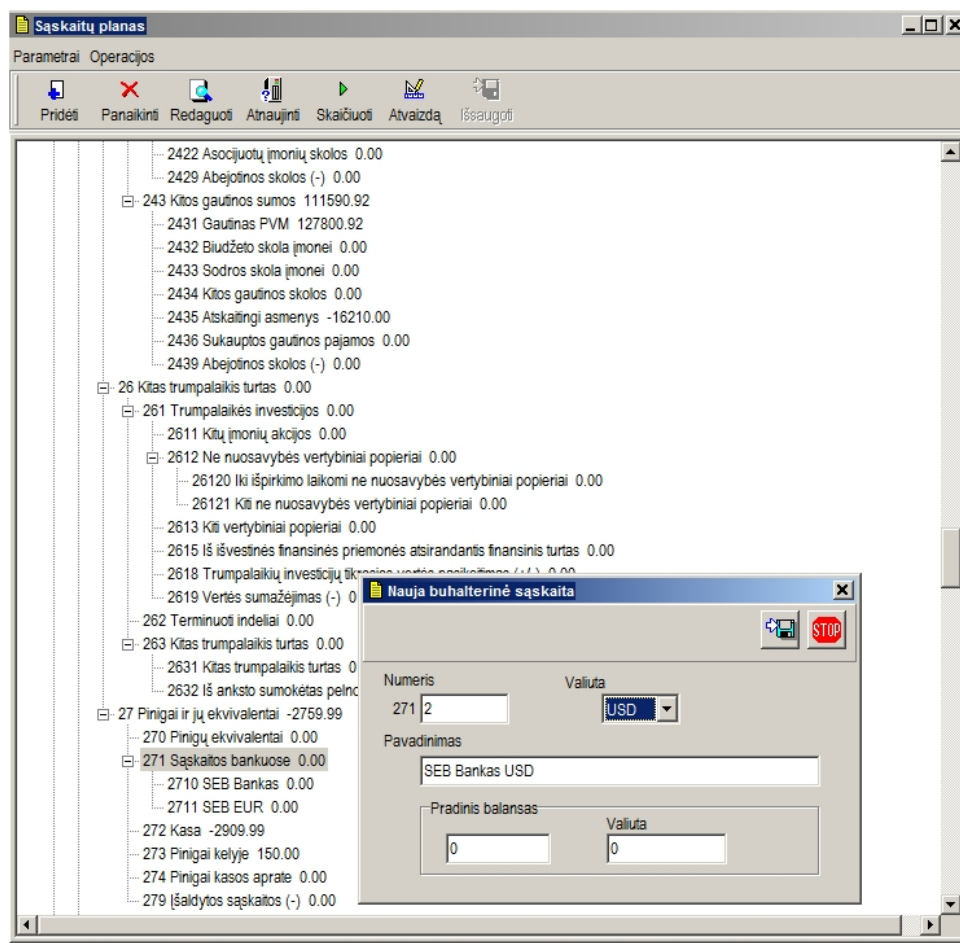 Sąskaitų planas
Parametrai Operacijos
Pridėti Panaikinti Redaguoti Atnaujinti Skaičiuoti Atvaizdą Išsaugoti
2422 Asocijuotų įmonių skolos 0.00
2429 Abejotinos skolos (-) 0.00
243 Kitos gautinos sumos 111590.92
2431 Gautinas PVM 127800.92
2432 Biudžeto skola įmonei 0.00
2433 Sodros skola įmonei 0.00
2434 Kitos gautinos skolos 0.00
2435 Atskaitingi asmenys -16210.00
2436 Sukauptos gautinos pajamos 0.00
2439 Abejotinos skolos (-) 0.00
26 Kitas trumpalaikis turtas 0.00
261 Trumpalaikės investicijos 0.00
2611 Kitų įmonių akcijos 0.00
2612 Ne nuosavybės vertybiniai popieriai 0.00
26120 Iki išpirkimo laikomi ne nuosavybės vertybiniai popieriai 0.00
26121 Kiti ne nuosavybės vertybiniai popieriai 0.00
2613 Kiti vertybiniai popieriai 0.00
2615 Iš išvestinės finansinės priemonės atsirandantis finansinis turtas 0.00
2618 Trumpalaikių investicijų
2619 Vertės sumažėjimas (-) 0
262 Terminuoti indeliai 0.00
263 Kitas trumpalaikis turtas 0.00
2631 Kitas trumpalaikis turtas 0
2632 Iš anksto sumokėtas pelno
27 Pinigai ir jų ekvivalentai -2759.99
270 Pinigų ekvivalentai 0.00
271 Sąskaitos bankuose 0.00
2710 SEB Bankas 0.00
2711 SEB EUR 0.00
272 Kasa -2909.99
273 Pinigai kelyje 150.00
274 Pinigai kasos aparate 0.00
279 Įšaldytos sąskaitos (-) 0.00
Nauja buhalterinė sąskaita
STOP
Numeris Valiuta
271 2 USD
Pavadinimas
SEB Bankas USD
Pradinis balansas
Valiuta
0 0